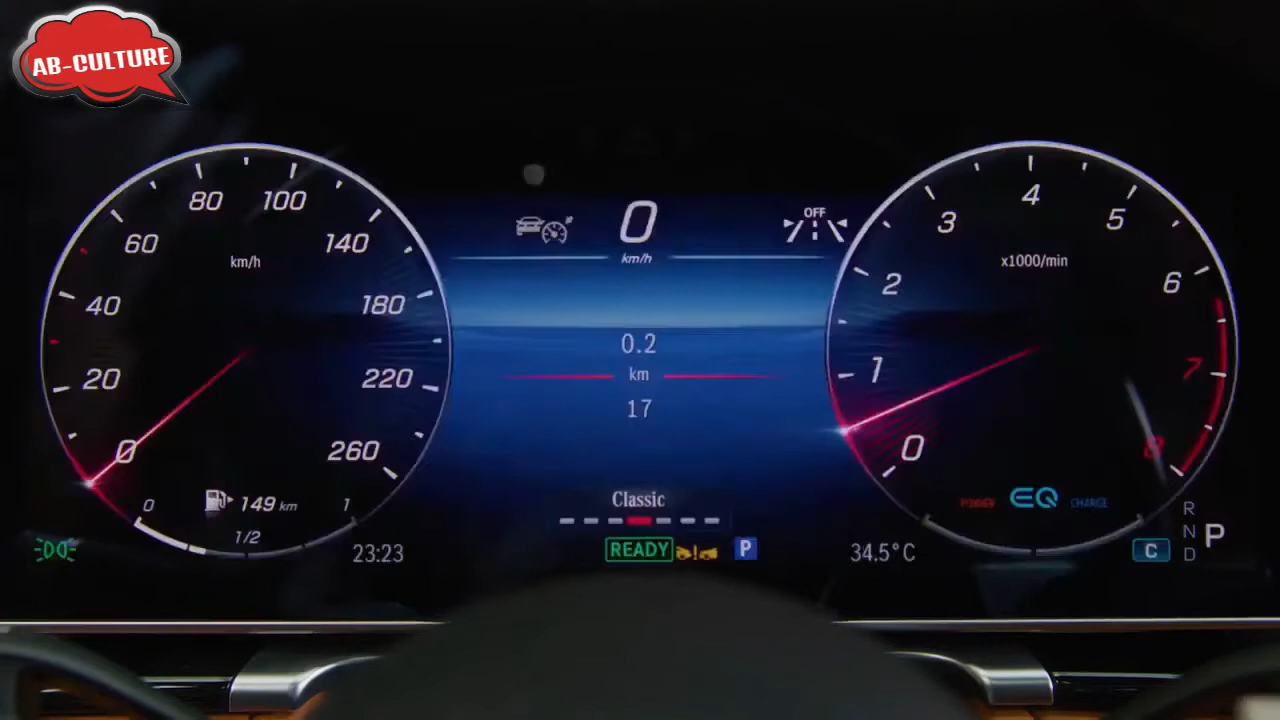 AB-CULTURE
80 100
60 140
km/h
40 180
20 220
0 260
0 149 km 1
1/2
23:23
0
km/h
OFF
0.2
km
17
Classic
READY
P
4
3 5
x1000/min
2 6
1 7
0 8
POWER EQ CHARGE
34.5°C
C
R
N
D
P